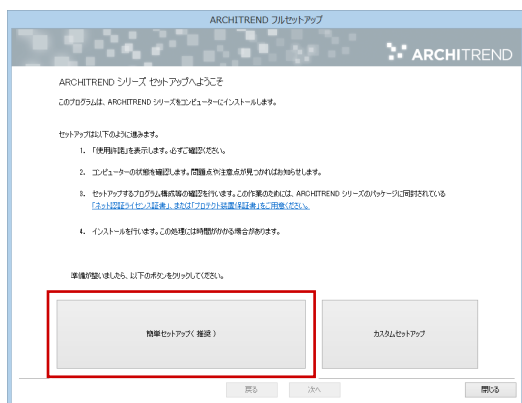 ARCHITREND フルセットアップ
ARCHITREND
ARCHITREND シリーズ セットアップへようこそ
このプログラムは、ARCHITREND シリーズをコンピューターにインストールします。
セットアップは以下のように進みます。
1. 「使用許諾」を表示します。必ずご確認ください。
2. コンピューターの状態を確認します。問題点や注意点が見つかればお知らせします。
3. セットアップするプログラム構成等の確認を行います。この作業のためには、ARCHITREND シリーズのパッケージに同封されている
「ネット認証ライセンス証書」、または「プロテクト装置保証書」をご用意ください。
4. インストールを行います。この処理には時間がかかる場合があります。
準備が整いましたら、以下のボタンをクリックしてください。
簡単セットアップ( 推奨 )
カスタムセットアップ
戻る
次へ
閉じる